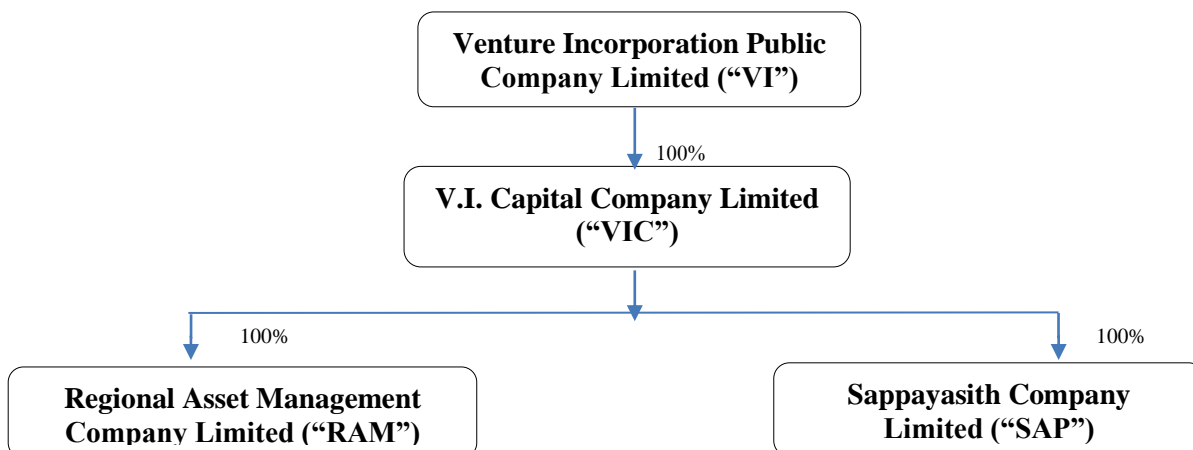 Venture Incorporation Public
Company Limited (“VI”)
100%
V.I. Capital Company Limited
(“VIC”)
100%
100%
Regional Asset Management
Company Limited (“RAM”)
Sappayasith Company
Limited (“SAP”)